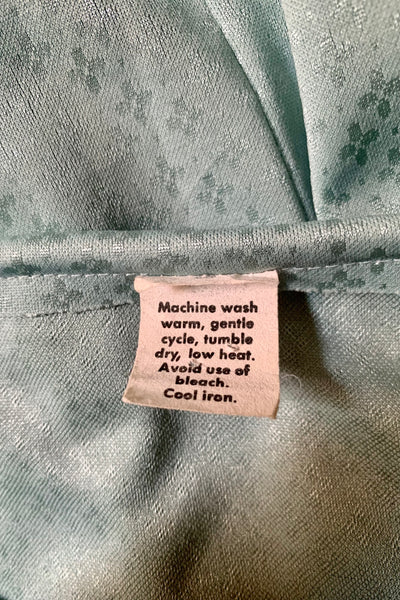 Machine wash
warm, gentle
cycle, tumble
dry, low heat.
Avoid use of
bleach.
Cool iron.